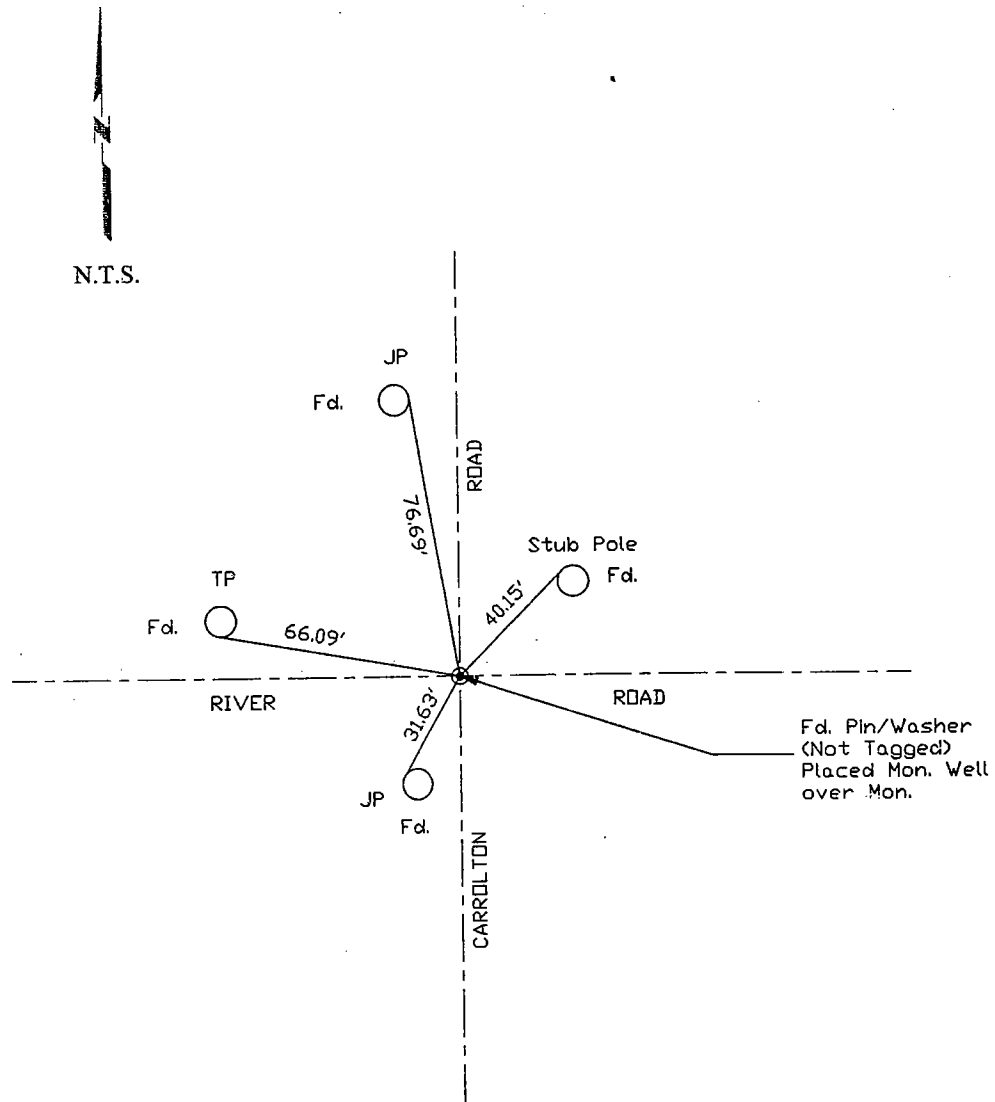 N
N.T.S.
JP
Fd.
ROAD
76.69'
Stub Pole
Fd.
40.15'
TP
Fd.
66.09'
RIVER
ROAD
31.63'
Fd. Pin/Washer
(Not Tagged)
Placed Mon. Well
over Mon.
JP
Fd.
CARROLTON